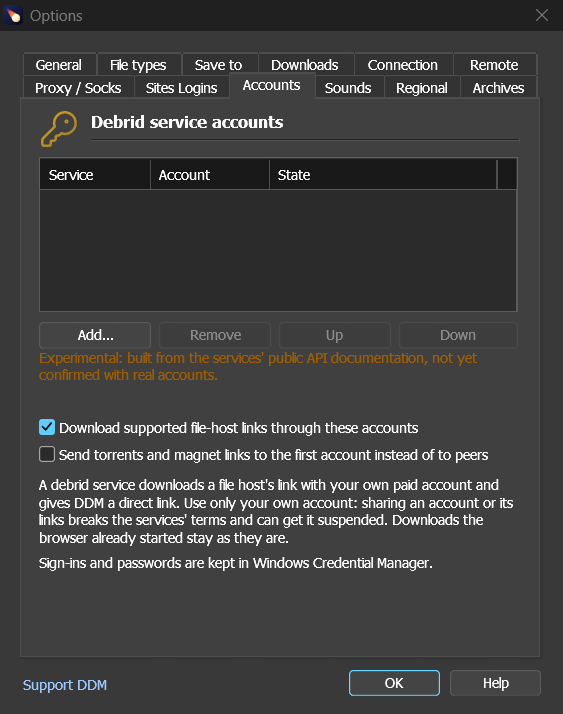 Options
General File types Save to Downloads Connection Remote
Proxy / Socks Sites Logins Accounts Sounds Regional Archives
Debrid service accounts
Service Account State
Add... Remove Up Down
Experimental: built from the services' public API documentation, not yet
confirmed with real accounts.
Download supported file-host links through these accounts
Send torrents and magnet links to the first account instead of to peers
A debrid service downloads a file host's link with your own paid account and
gives DDM a direct link. Use only your own account: sharing an account or its
links breaks the services' terms and can get it suspended. Downloads the
browser already started stay as they are.
Sign-ins and passwords are kept in Windows Credential Manager.
Support DDM OK Help